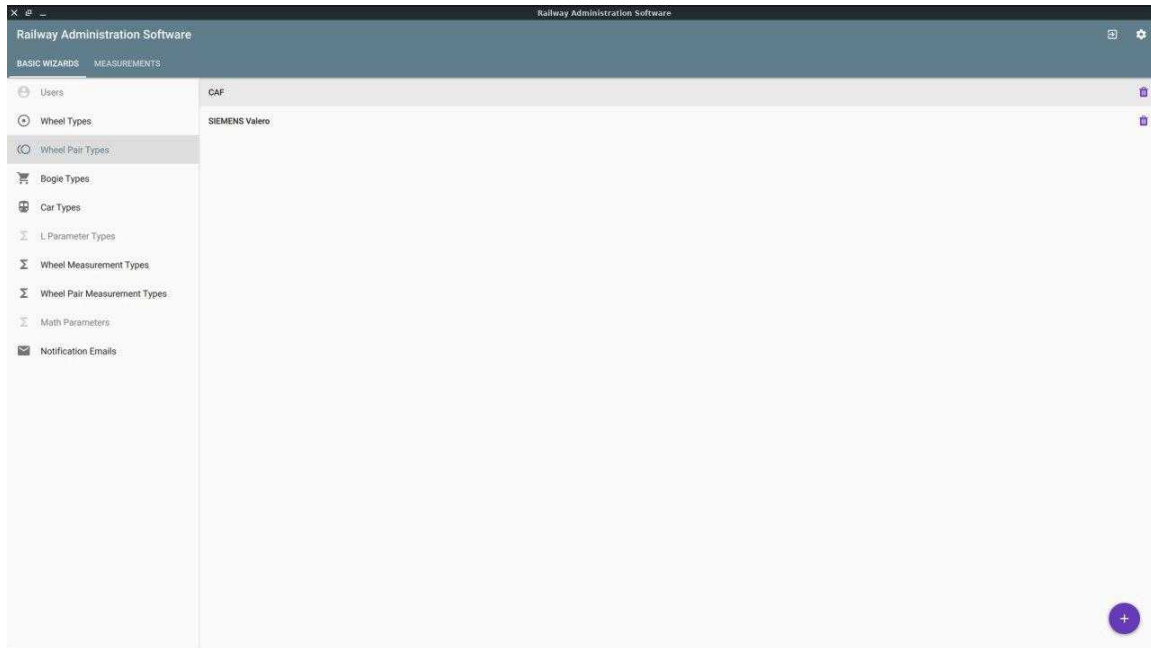 Railway Administration Software
Railway Administration Software
BASIC WIZARDS MEASUREMENTS
Users
CAF
Wheel Types
SIEMENS Valero
Wheel Pair Types
Bogie Types
Car Types
L Parameter Types
Wheel Measurement Types
Wheel Pair Measurement Types
Math Parameters
Notification Emails